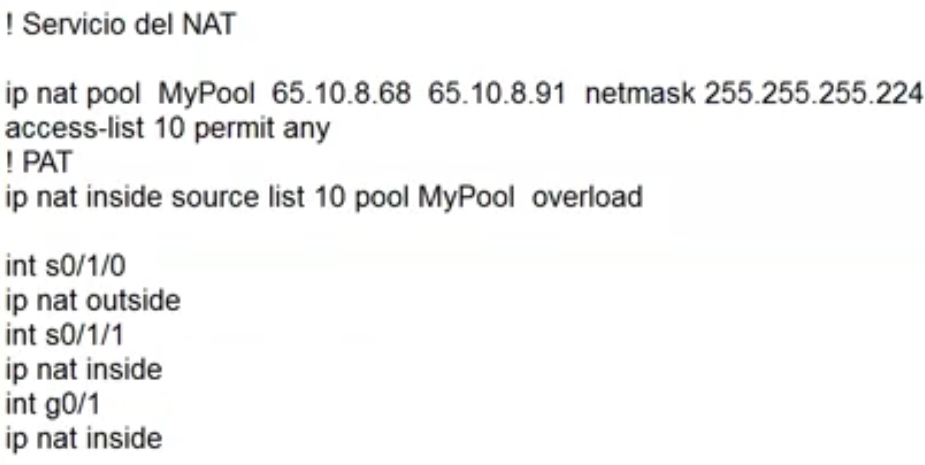 ! Servicio del NAT
ip nat pool MyPool 65.10.8.68 65.10.8.91 netmask 255.255.255.224
access-list 10 permit any
! PAT
ip nat inside source list 10 pool MyPool overload
int s0/1/0
ip nat outside
int s0/1/1
ip nat inside
int g0/1
ip nat inside